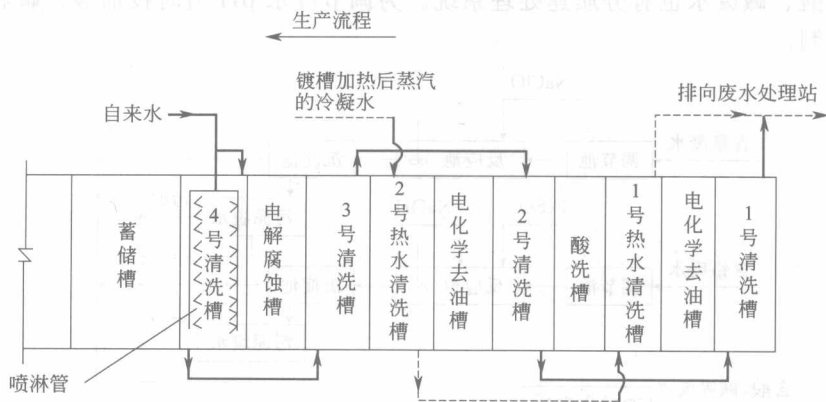 生产流程
镀槽加热后蒸汽
的冷凝水
排向废水处理站
自来水
蓄储槽
4号清洗槽
电解腐蚀槽
3号清洗槽
2号热水清洗槽
电化学去油槽
2号清洗槽
酸洗槽
1号热水清洗槽
电化学去油槽
1号清洗槽
喷淋管